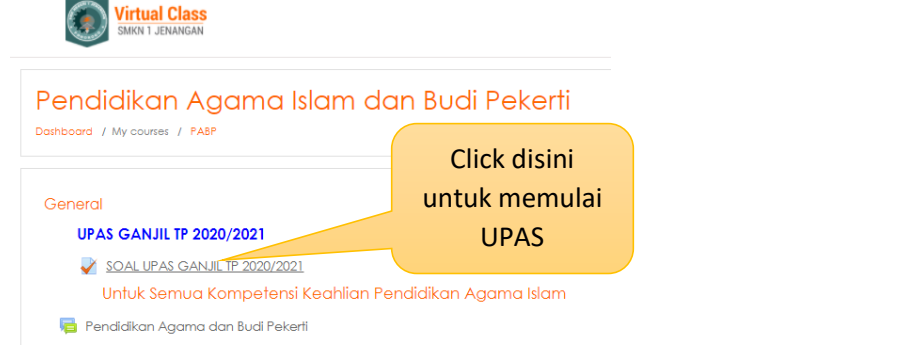 Virtual Class
SMKN 1 JENANGAN
Pendidikan Agama Islam dan Budi Pekerti
Dashboard / My courses / PABP
Click disini
untuk memulai
UPAS
General
UPAS GANJIL TP 2020/2021
SOAL UPAS GANJIL TP 2020/2021
Untuk Semua Kompetensi Keahlian Pendidikan Agama Islam
Pendidikan Agama dan Budi Pekerti